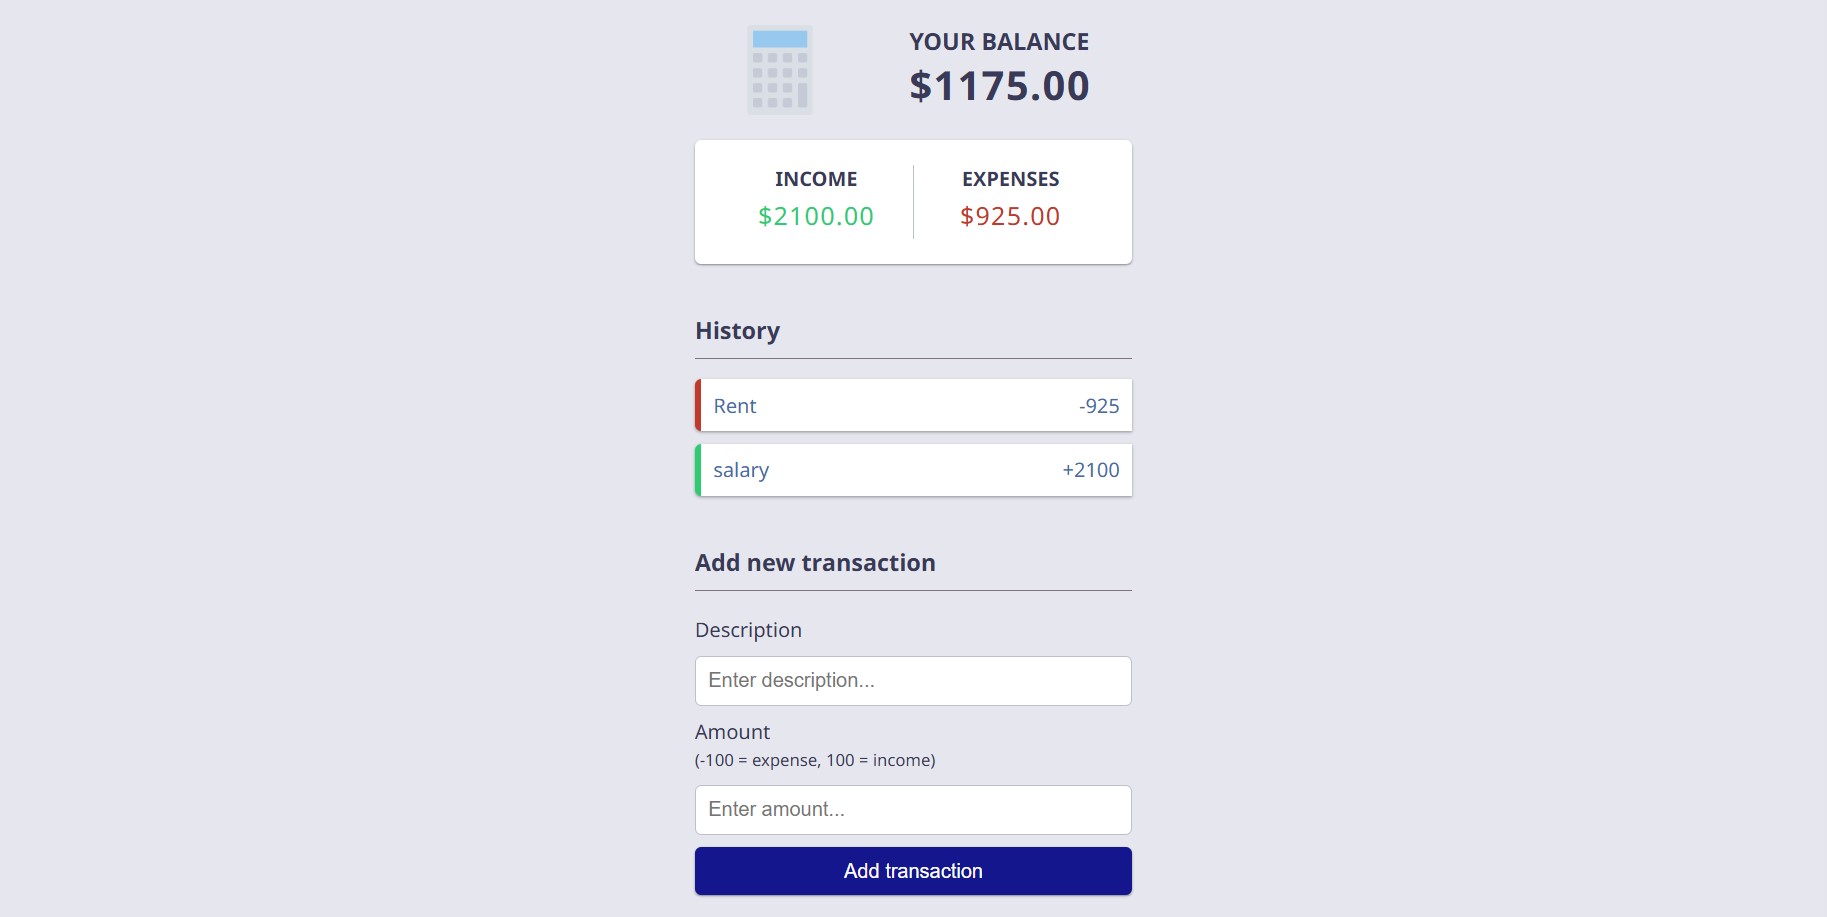 YOUR BALANCE
$1175.00
INCOME
$2100.00
EXPENSES
$925.00
History
Rent -925
salary +2100
Add new transaction
Description
Enter description...
Amount
(-100 = expense, 100 = income)
Enter amount...
Add transaction